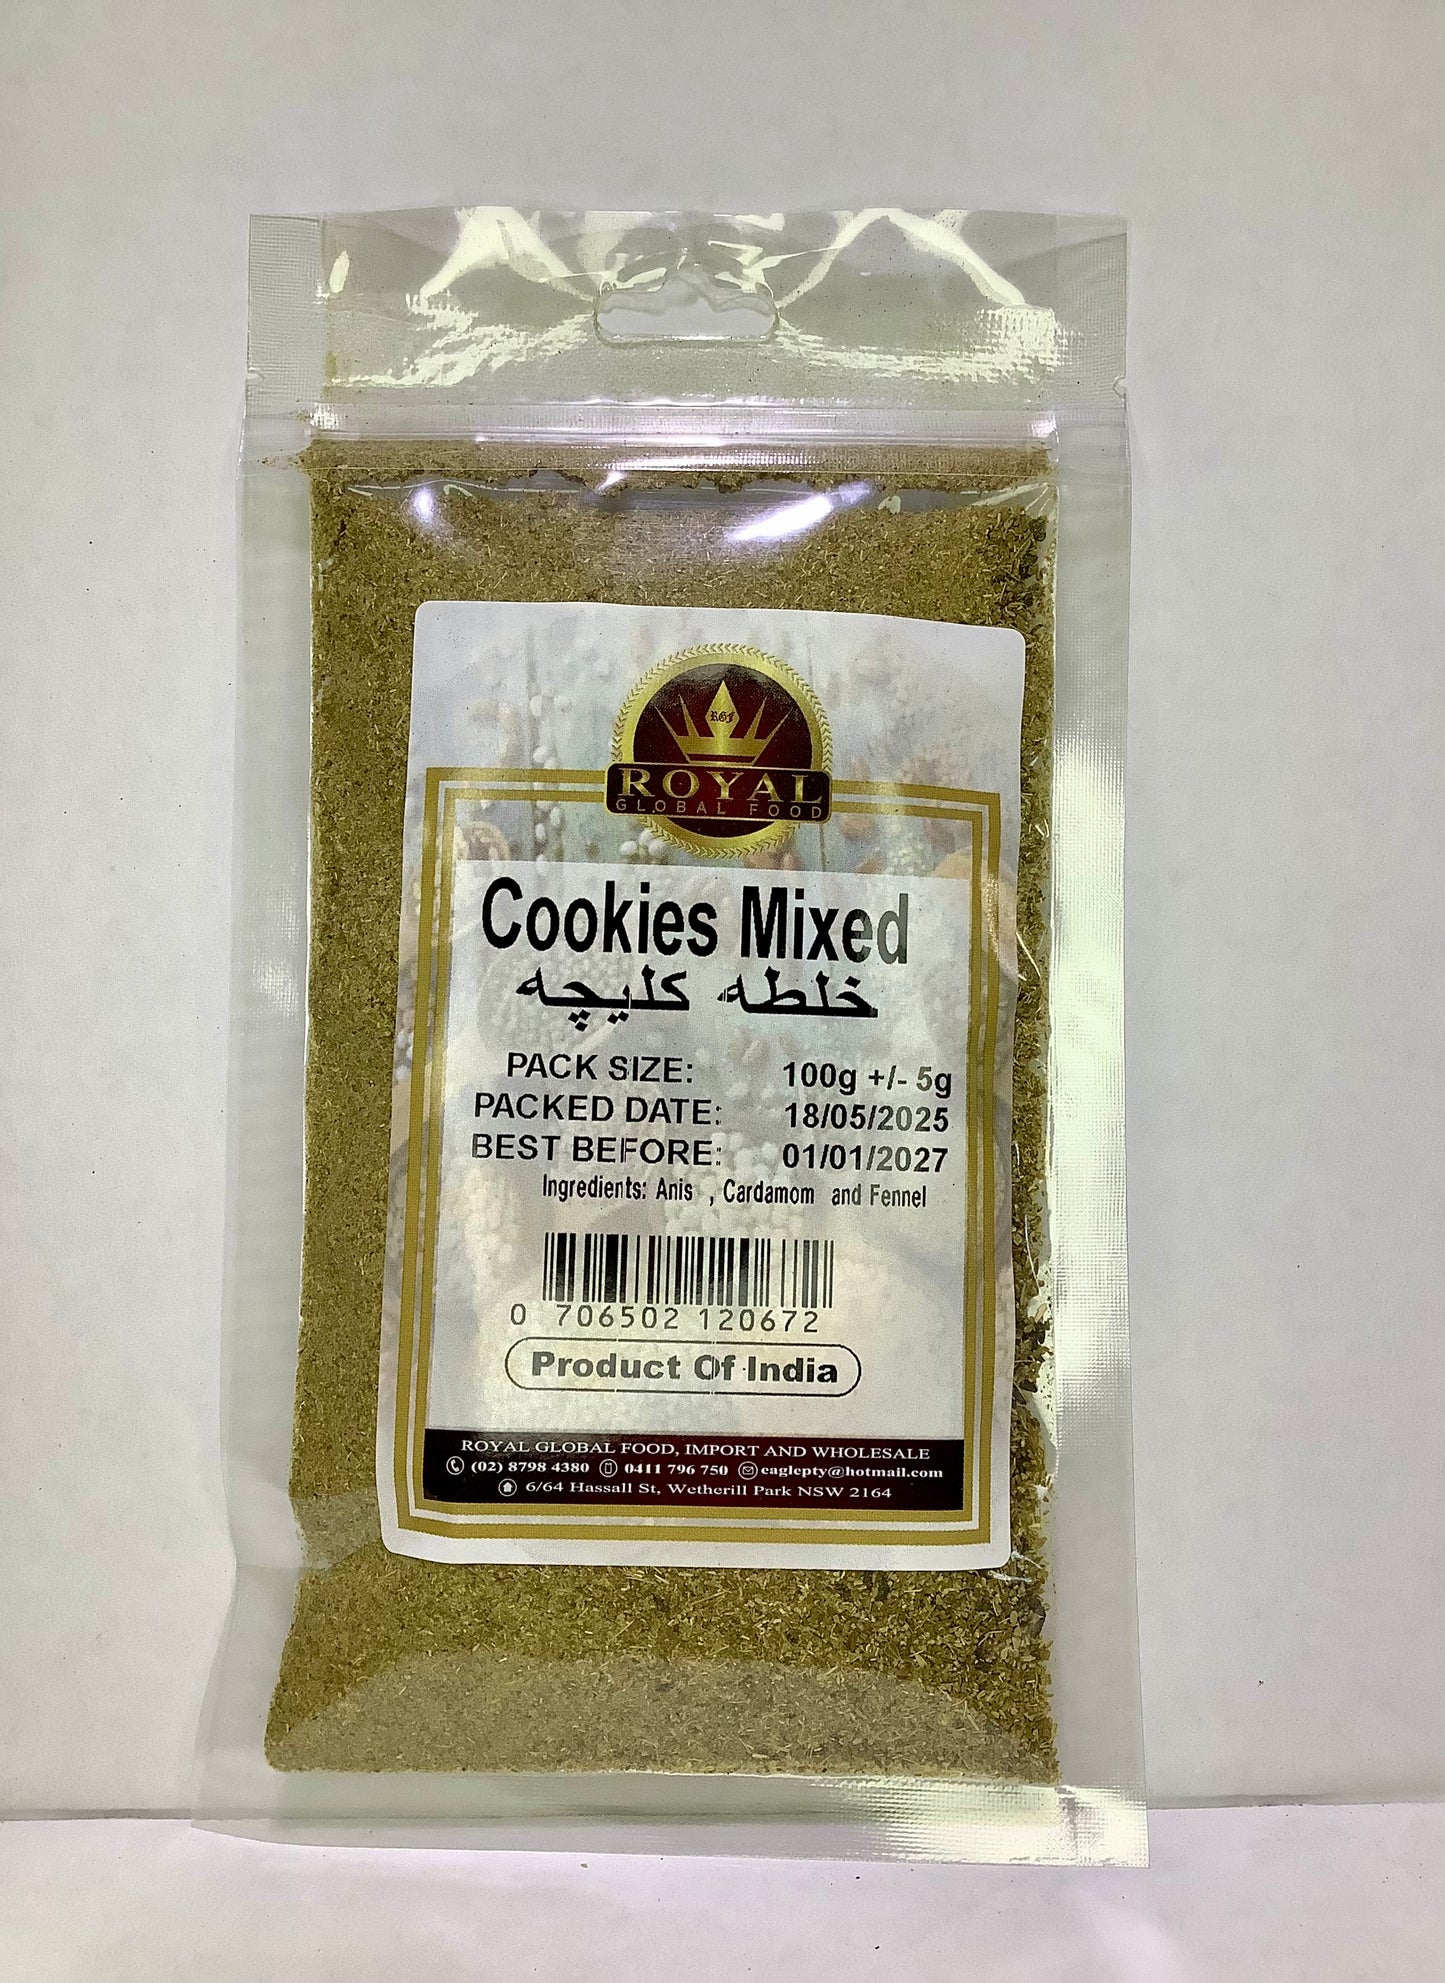 RGF
ROYAL
GLOBAL FOOD
Cookies Mixed
خلطه كليچه
PACK SIZE: 100g +/- 5g
PACKED DATE: 18/05/2025
BEST BEFORE: 01/01/2027
Ingredients: Anis , Cardamom and Fennel
0 706502 120672
Product Of India
ROYAL GLOBAL FOOD, IMPORT AND WHOLESALE
(02) 8798 4380 0411 796 750 eaglepty@hotmail.com
6/64 Hassall St, Wetherill Park NSW 2164